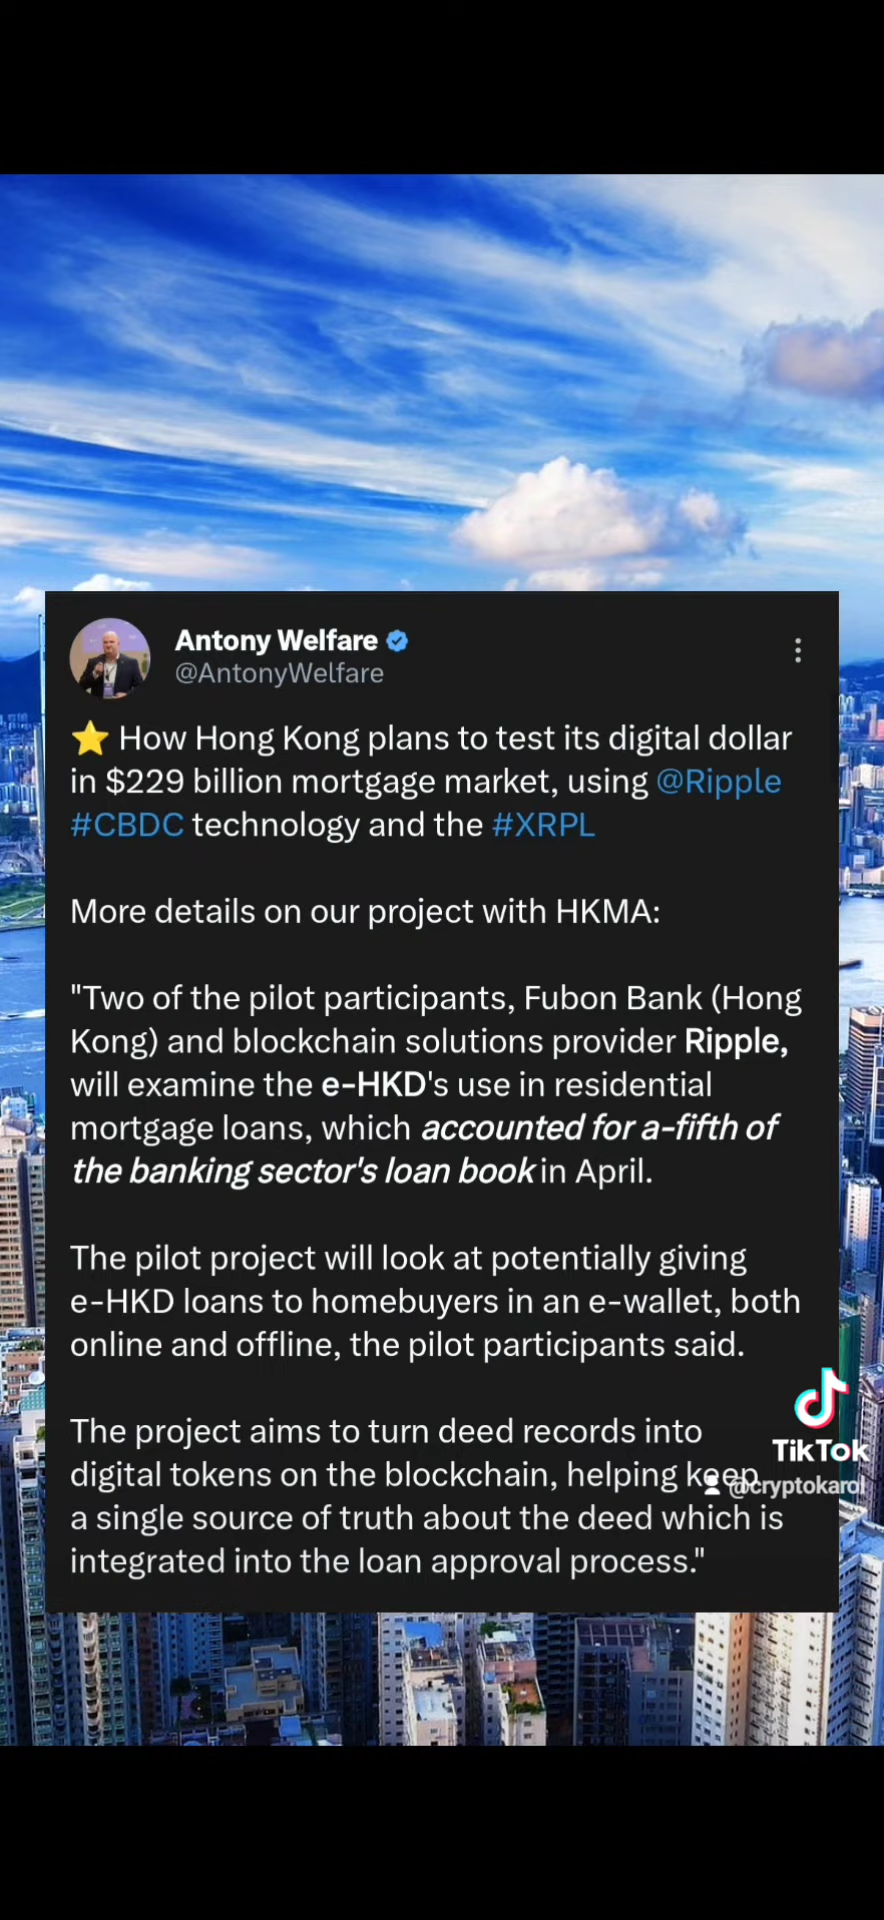 Antony Welfare
@AntonyWelfare
⭐ How Hong Kong plans to test its digital dollar
in $229 billion mortgage market, using @Ripple
#CBDC technology and the #XRPL
More details on our project with HKMA:
"Two of the pilot participants, Fubon Bank (Hong
Kong) and blockchain solutions provider Ripple,
will examine the e-HKD's use in residential
mortgage loans, which accounted for a-fifth of
the banking sector's loan book in April.
The pilot project will look at potentially giving
e-HKD loans to homebuyers in an e-wallet, both
online and offline, the pilot participants said.
The project aims to turn deed records into
digital tokens on the blockchain, helping keep
a single source of truth about the deed which is
integrated into the loan approval process."
TikTok
@cryptokarol